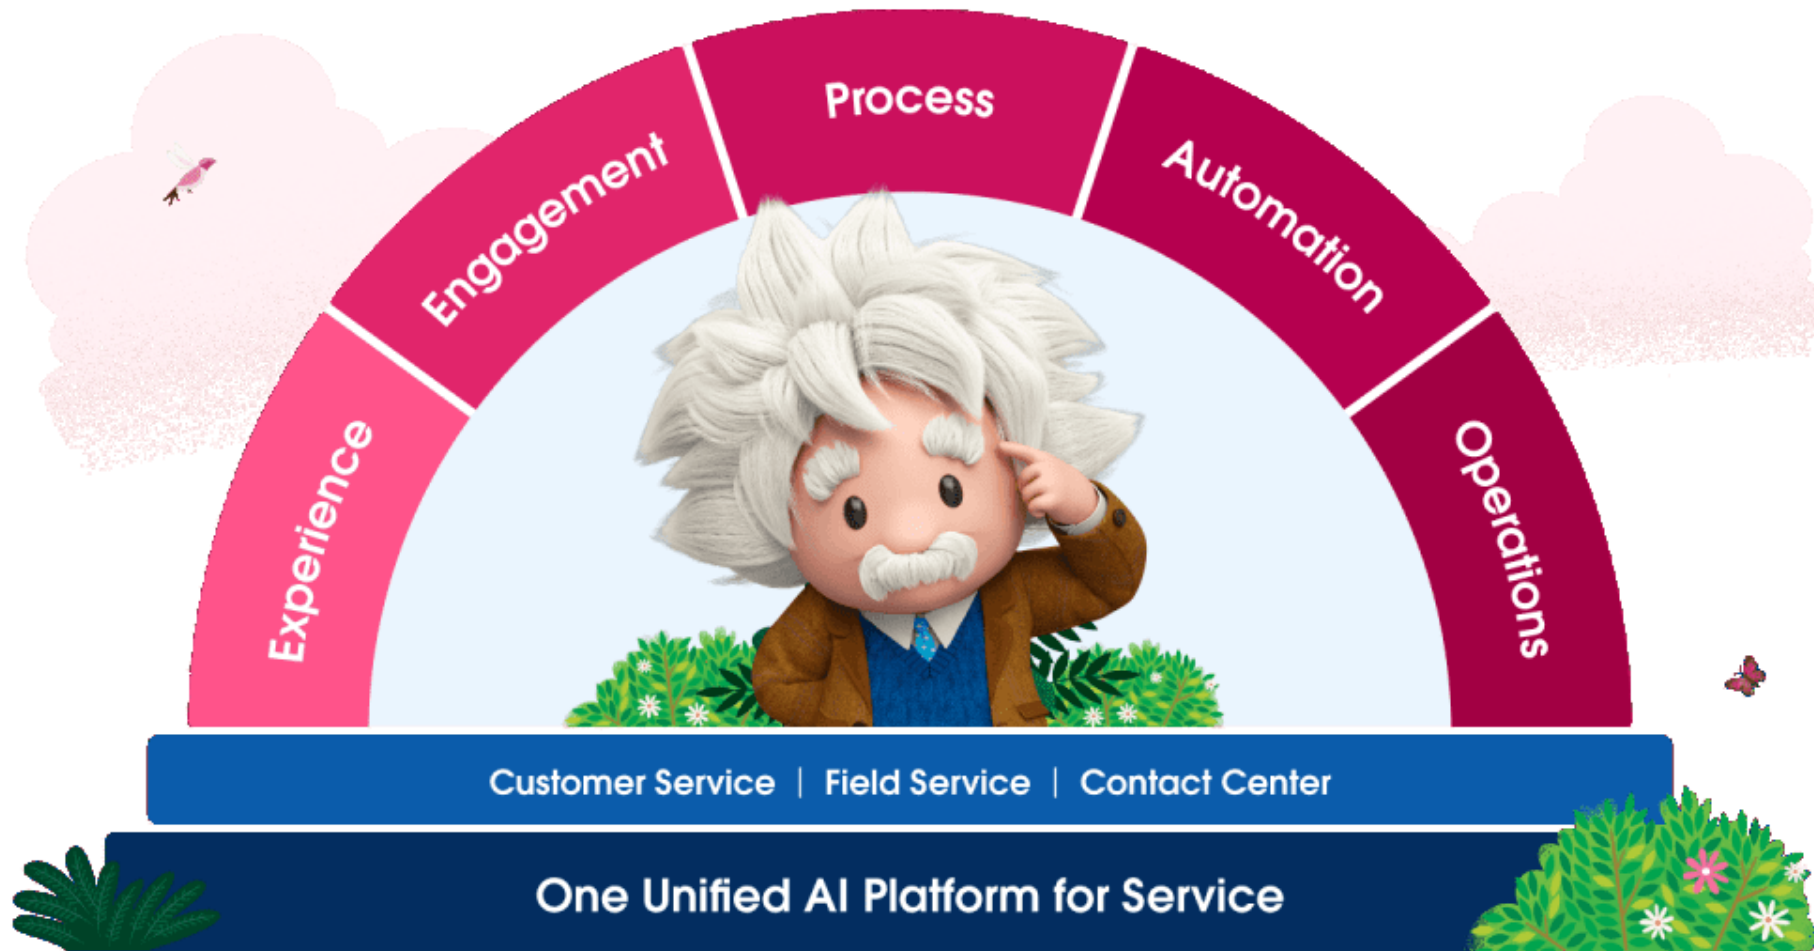 Experience
Engagement
Process
Automation
Operations
Customer Service | Field Service | Contact Center
One Unified AI Platform for Service